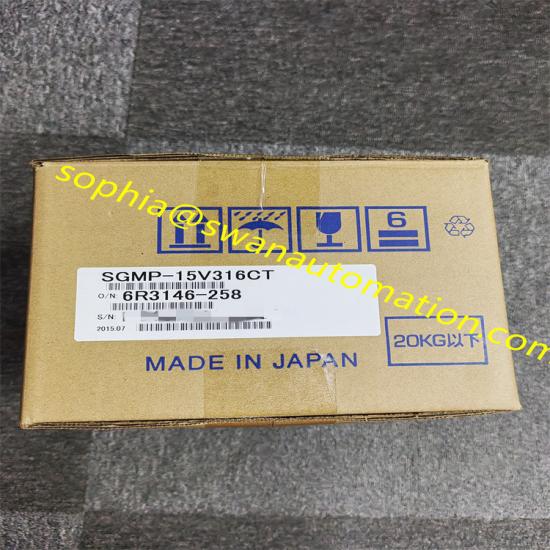 sophia@swanautomation.com
6
SGMP-15V316CT
O/N 6R3146-258
S/N:
2015.07
MADE IN JAPAN
20KG以下